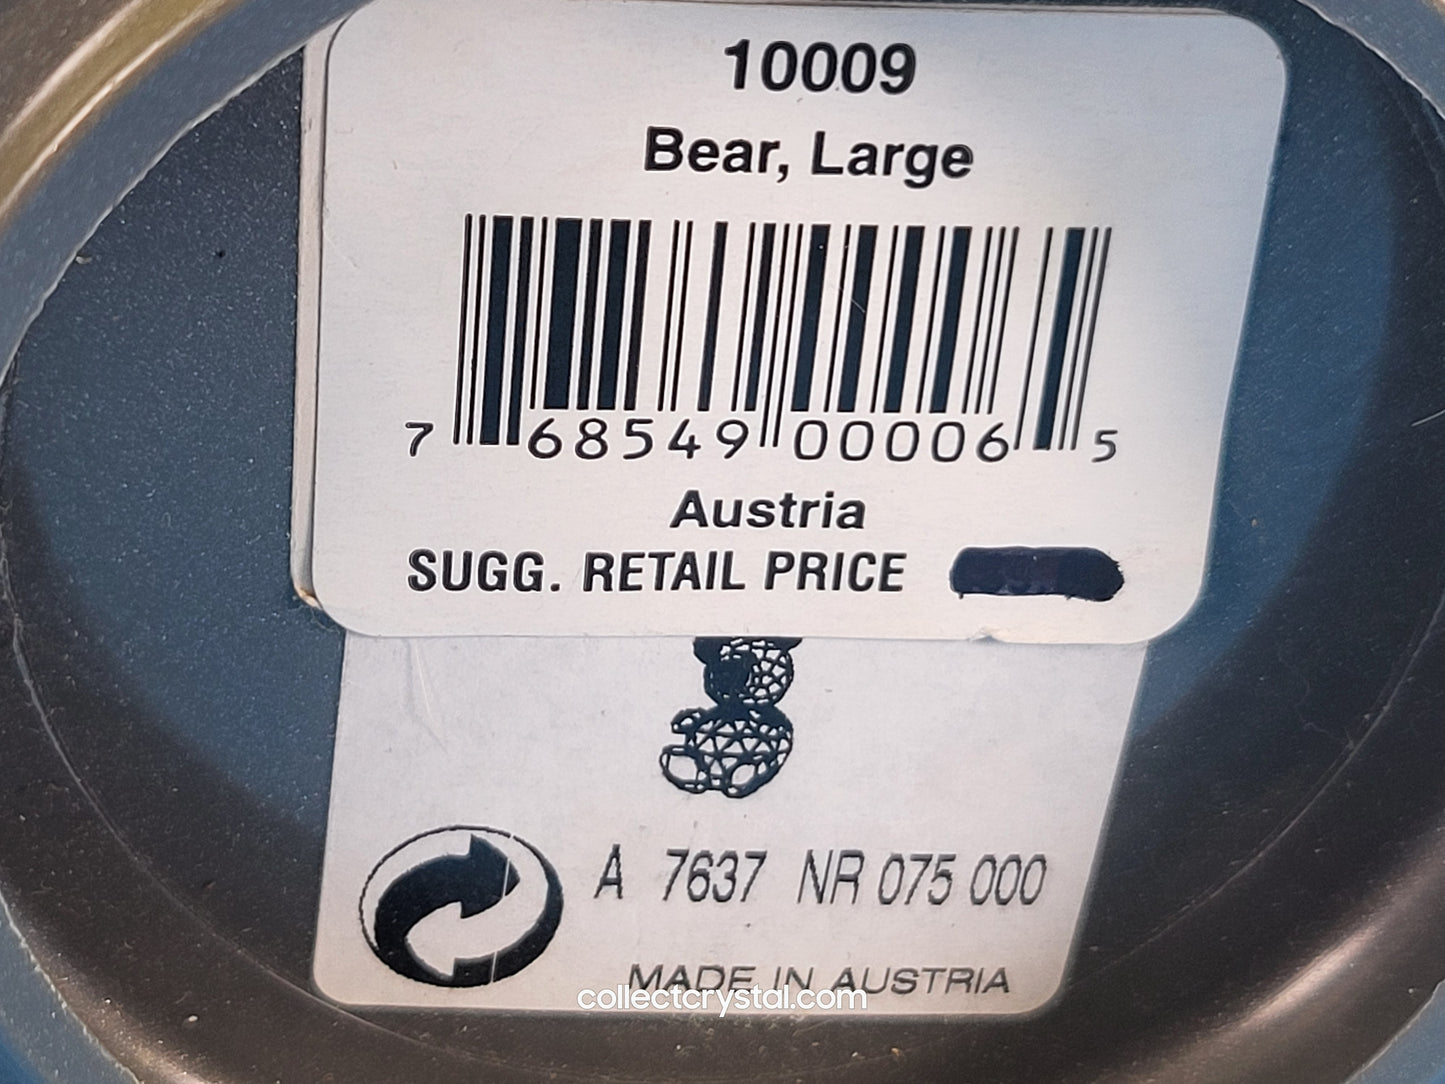 10009
Bear, Large
7 68549 00006 5
Austria
SUGG. RETAIL PRICE
A 7637 NR 075 000
MADE IN AUSTRIA
collectcrystal.com